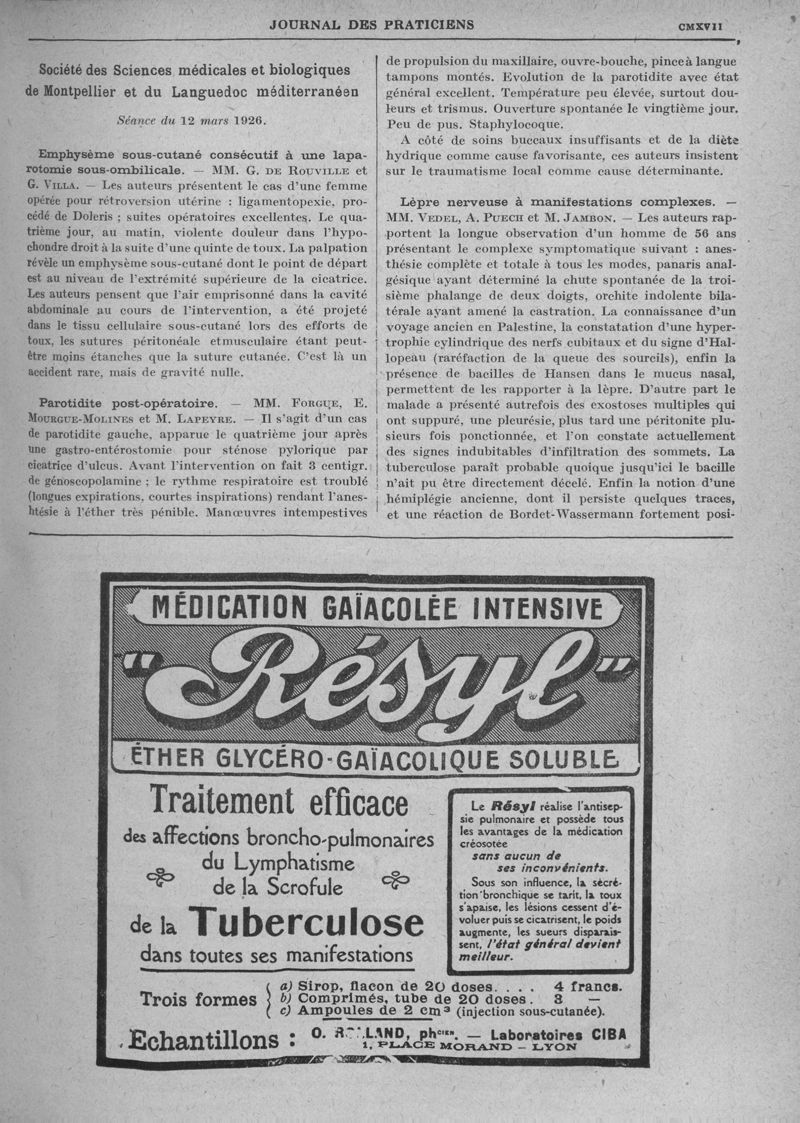 JOURNAL DES PRATICIENS
CMXVII
Société des Sciences médicales et biologiques
de Montpellier et du Languedoc méditerranéen
Séance du 12 mars 1926.
Emphysème sous-cutané consécutif à une lapa-
rotomie sous-ombilicale. — MM. G. DE ROUVILLE et
G. VILLA. — Les auteurs présentent le cas d'une femme
opérée pour rétroversion utérine : ligamentopexie, pro-
cédé de Doleris ; suites opératoires excellentes. Le qua-
trième jour, au matin, violente douleur dans l'hypo-
chondre droit à la suite d'une quinte de toux. La palpation
révèle un emphysème sous-cutané dont le point de départ
est au niveau de l'extrémité supérieure de la cicatrice.
Les auteurs pensent que l'air emprisonné dans la cavité
abdominale au cours de l'intervention, a été projeté
dans le tissu cellulaire sous-cutané lors des efforts de
toux, les sutures péritonéale etmusculaire étant peut-
être moins étanches que la suture cutanée. C'est là un
accident rare, mais de gravité nulle.
Parotidite post-opératoire. — MM. FORGUE, E.
MOURGUE-MOLINES et M. LAPEYRE. — Il s'agit d'un cas
de parotidite gauche, apparue le quatrième jour après
une gastro-entérostomie pour sténose pylorique par
cicatrice d'ulcus. Avant l'intervention on fait 3 centigr.
de génoscopolamine ; le rythme respiratoire est troublé
(longues expirations, courtes inspirations) rendant l'anes-
htésie à l'éther très pénible. Manœuvres intempestives
de propulsion du maxillaire, ouvre-bouche, pince à langue
tampons montés. Evolution de la parotidite avec état
général excellent. Température peu élevée, surtout dou-
leurs et trismus. Ouverture spontanée le vingtième jour.
Peu de pus. Staphylocoque.
A côté de soins buccaux insuffisants et de la diète
hydrique comme cause favorisante, ces auteurs insistent
sur le traumatisme local comme cause déterminante.
Lèpre nerveuse à manifestations complexes. —
MM. VEDEL, A. PUECH et M. JAMBON. — Les auteurs rap-
portent la longue observation d'un homme de 56 ans
présentant le complexe symptomatique suivant : anes-
thésie complète et totale à tous les modes, panaris anal-
gésique ayant déterminé la chute spontanée de la troi-
sième phalange de deux doigts, orchite indolente bila-
térale ayant amené la castration. La connaissance d'un
voyage ancien en Palestine, la constatation d'une hyper-
trophie cylindrique des nerfs cubitaux et du signe d'Hal-
lopeau (raréfaction de la queue des sourcils), enfin la
présence de bacilles de Hansen dans le mucus nasal,
permettent de les rapporter à la lèpre. D'autre part le
malade a présenté autrefois des exostoses multiples qui
ont suppuré, une pleurésie, plus tard une péritonite plu-
sieurs fois ponctionnée, et l'on constate actuellement
des signes indubitables d'infiltration des sommets. La
tuberculose paraît probable quoique jusqu'ici le bacille
n'ait pu être directement décelé. Enfin la notion d'une
hémiplégie ancienne, dont il persiste quelques traces,
et une réaction de Bordet-Wassermann fortement posi-
MÉDICATION GAÏACOLÉE INTENSIVE
"Résyl"
ÉTHER GLYCÉRO-GAÏACOLIQUE SOLUBLE
Traitement efficace
des affections broncho-pulmonaires
du Lymphatisme
de la Scrofule
de la Tuberculose
dans toutes ses manifestations
Le Résyl réalise l'antisep-
sie pulmonaire et possède tous
les avantages de la médication
créosotée
sans aucun de
ses inconvénients.
Sous son influence, la sécré-
tion bronchique se tarit, la toux
s'apaise, les lésions cessent d'é-
voluer puis se cicatrisent, le poids
augmente, les sueurs disparais-
sent, l'état général devient
meilleur.
Trois formes
a) Sirop, flacon de 20 doses. . . . 4 francs.
b) Comprimés, tube de 20 doses. 3 —
c) Ampoules de 2 cm³ (injection sous-cutanée).
Echantillons : O. ph<sup>cien</sup>. — Laboratoires CIBA
1, PLACE MORAND – LYON